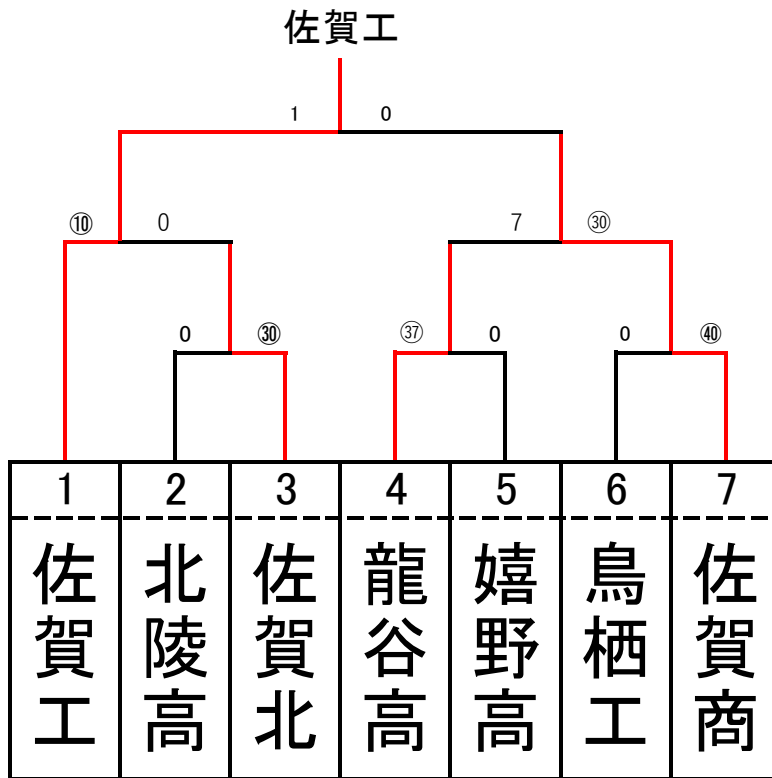 佐賀工
1 0
⑩ 0 7 ㉚
0 ㉚ ㊲ 0 0 ㊵
1 2 3 4 5 6 7
佐賀工
北陵高
佐賀北
龍谷高
嬉野高
鳥栖工
佐賀商